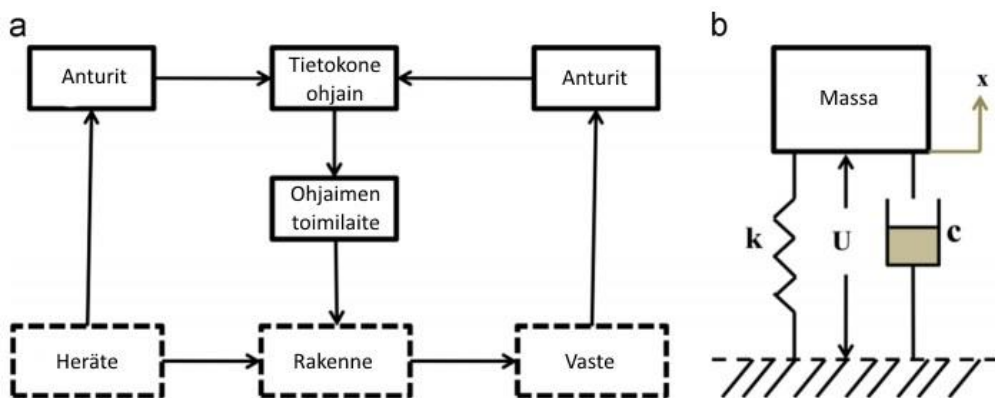 a
Anturit
Tietokone
ohjain
Anturit
Ohjaimen
toimilaite
Heräte
Rakenne
Vaste
b
Massa
x
k
U
c